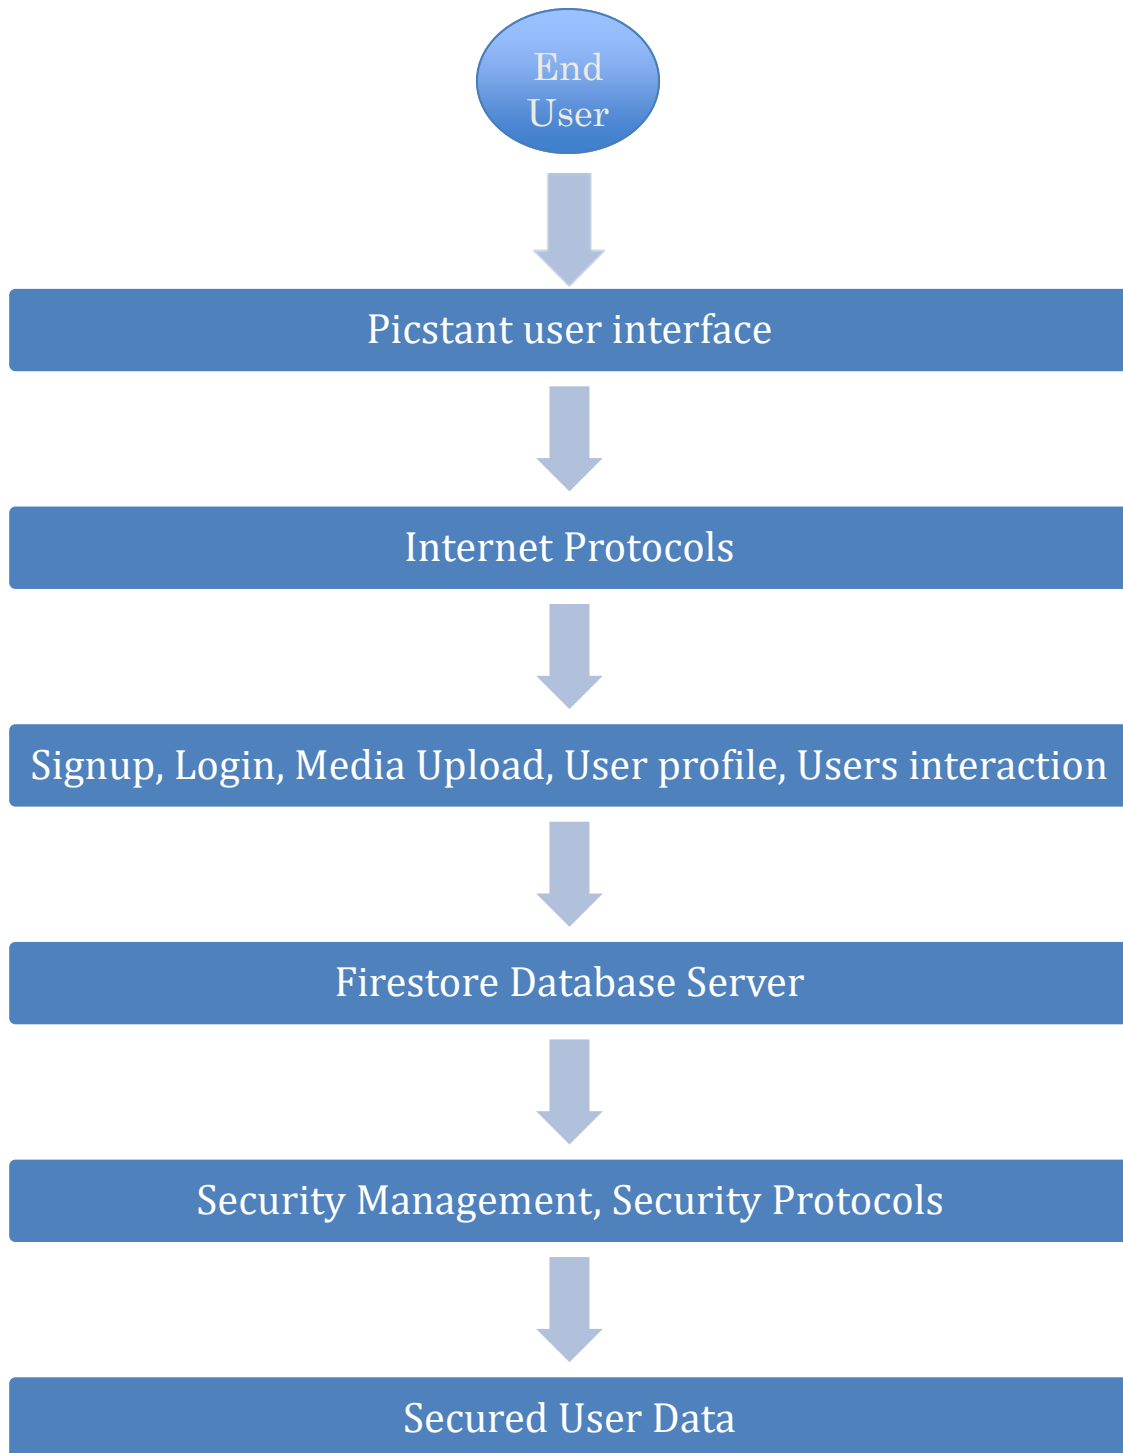 End
User
Picstant user interface
Internet Protocols
Signup, Login, Media Upload, User profile, Users interaction
Firestore Database Server
Security Management, Security Protocols
Secured User Data